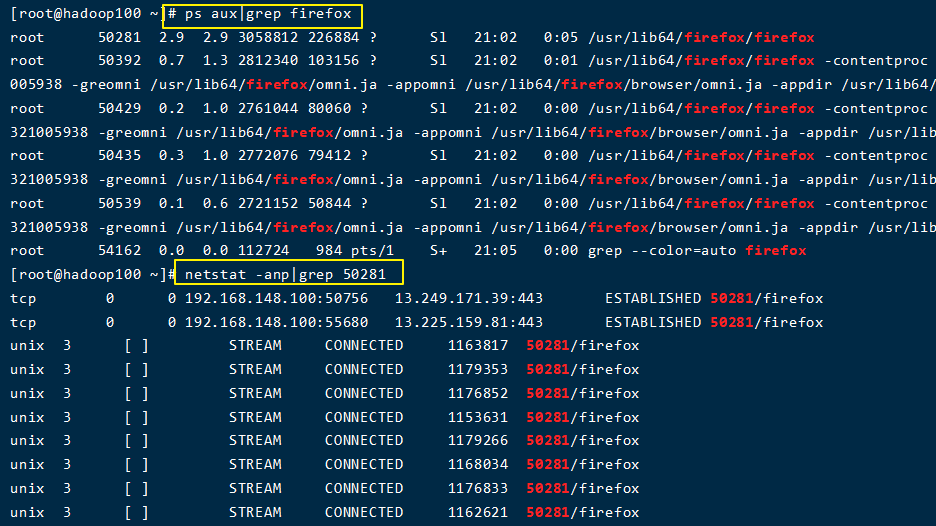 [root@hadoop100 ~]# ps aux|grep firefox
root      50281  2.9  2.9 3058812 226884 ?      Sl   21:02   0:05 /usr/lib64/firefox/firefox
root      50392  0.7  1.3 2812340 103156 ?      Sl   21:02   0:01 /usr/lib64/firefox/firefox -contentproc
005938 -greomni /usr/lib64/firefox/omni.ja -appomni /usr/lib64/firefox/browser/omni.ja -appdir /usr/lib64/
root      50429  0.2  1.0 2761044 80060 ?       Sl   21:02   0:00 /usr/lib64/firefox/firefox -contentproc
321005938 -greomni /usr/lib64/firefox/omni.ja -appomni /usr/lib64/firefox/browser/omni.ja -appdir /usr/lib
root      50435  0.3  1.0 2772076 79412 ?       Sl   21:02   0:00 /usr/lib64/firefox/firefox -contentproc
321005938 -greomni /usr/lib64/firefox/omni.ja -appomni /usr/lib64/firefox/browser/omni.ja -appdir /usr/lib
root      50539  0.1  0.6 2721152 50844 ?       Sl   21:02   0:00 /usr/lib64/firefox/firefox -contentproc
321005938 -greomni /usr/lib64/firefox/omni.ja -appomni /usr/lib64/firefox/browser/omni.ja -appdir /usr/lib
root      54162  0.0  0.0 112724   984 pts/1    S+   21:05   0:00 grep --color=auto firefox
[root@hadoop100 ~]# netstat -anp|grep 50281
tcp        0      0 192.168.148.100:50756   13.249.171.39:443       ESTABLISHED 50281/firefox
tcp        0      0 192.168.148.100:55680   13.225.159.81:443       ESTABLISHED 50281/firefox
unix  3      [ ]         STREAM     CONNECTED     1163817  50281/firefox
unix  3      [ ]         STREAM     CONNECTED     1179353  50281/firefox
unix  3      [ ]         STREAM     CONNECTED     1176852  50281/firefox
unix  3      [ ]         STREAM     CONNECTED     1153631  50281/firefox
unix  3      [ ]         STREAM     CONNECTED     1179266  50281/firefox
unix  3      [ ]         STREAM     CONNECTED     1168034  50281/firefox
unix  3      [ ]         STREAM     CONNECTED     1176833  50281/firefox
unix  3      [ ]         STREAM     CONNECTED     1162621  50281/firefox